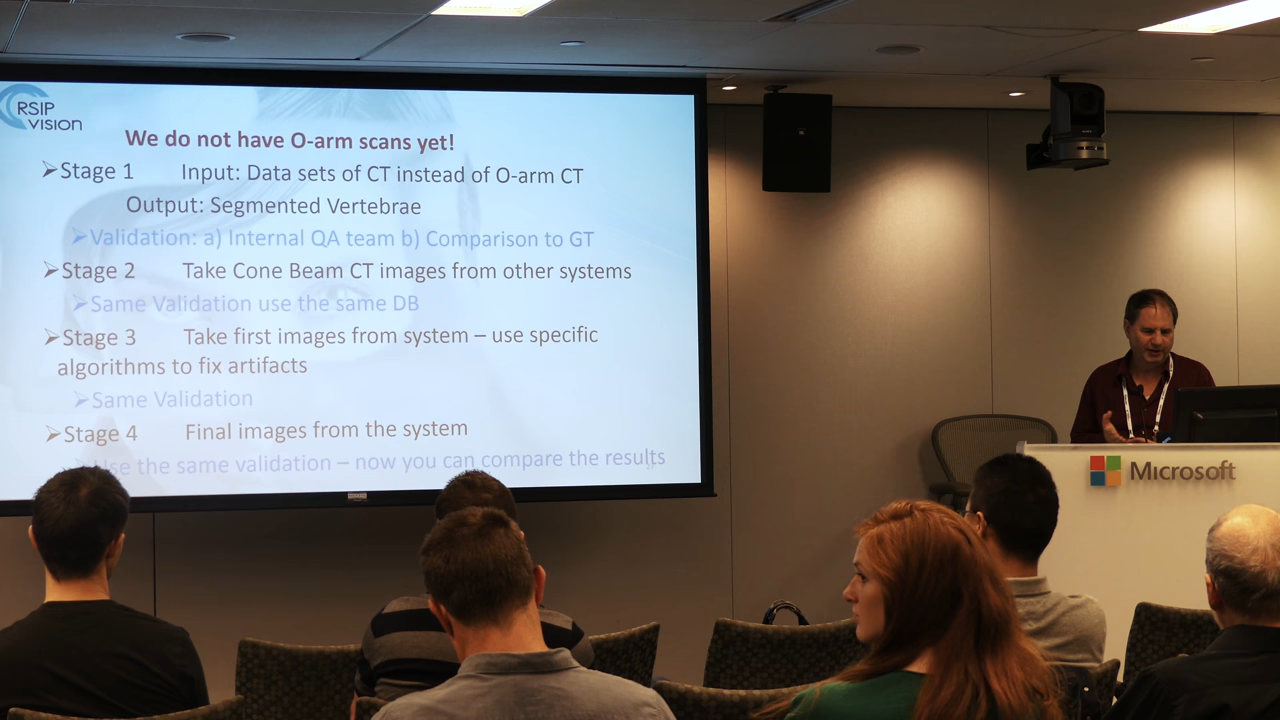 RSIP
VISION
We do not have O-arm scans yet!
➢Stage 1 Input: Data sets of CT instead of O-arm CT
Output: Segmented Vertebrae
➢Validation: a) Internal QA team b) Comparison to GT
➢Stage 2 Take Cone Beam CT images from other systems
➢Same Validation use the same DB
➢Stage 3 Take first images from system – use specific
algorithms to fix artifacts
➢Same Validation
➢Stage 4 Final images from the system
the same validation – now you can compare the results
Microsoft